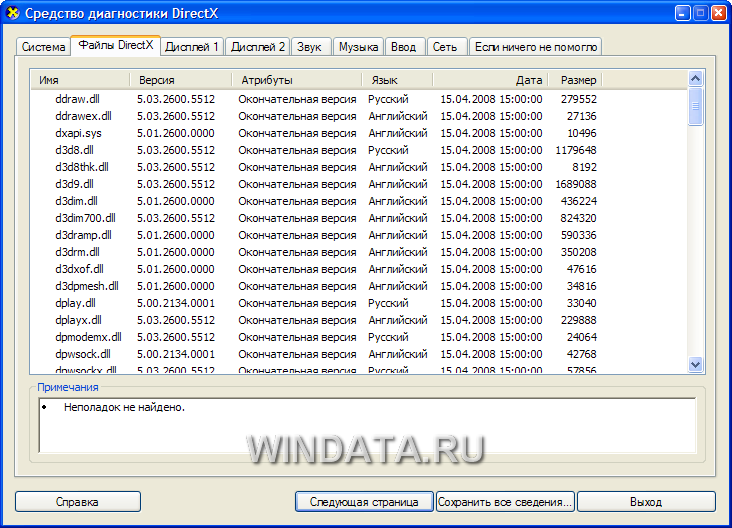 Средство диагностики DirectX
Система Файлы DirectX Дисплей 1 Дисплей 2 Звук Музыка Ввод Сеть Если ничего не помогло
Имя Версия Атрибуты Язык Дата Размер
ddraw.dll 5.03.2600.5512 Окончательная версия Русский 15.04.2008 15:00:00 279552
ddrawex.dll 5.03.2600.5512 Окончательная версия Английский 15.04.2008 15:00:00 27136
dxapi.sys 5.01.2600.0000 Окончательная версия Английский 15.04.2008 15:00:00 10496
d3d8.dll 5.03.2600.5512 Окончательная версия Русский 15.04.2008 15:00:00 1179648
d3d8thk.dll 5.03.2600.5512 Окончательная версия Английский 15.04.2008 15:00:00 8192
d3d9.dll 5.03.2600.5512 Окончательная версия Английский 15.04.2008 15:00:00 1689088
d3dim.dll 5.01.2600.0000 Окончательная версия Английский 15.04.2008 15:00:00 436224
d3dim700.dll 5.03.2600.5512 Окончательная версия Английский 15.04.2008 15:00:00 824320
d3dramp.dll 5.01.2600.0000 Окончательная версия Английский 15.04.2008 15:00:00 590336
d3drm.dll 5.01.2600.0000 Окончательная версия Английский 15.04.2008 15:00:00 350208
d3dxof.dll 5.01.2600.0000 Окончательная версия Английский 15.04.2008 15:00:00 47616
d3dpmesh.dll 5.01.2600.0000 Окончательная версия Английский 15.04.2008 15:00:00 34816
dplay.dll 5.00.2134.0001 Окончательная версия Русский 15.04.2008 15:00:00 33040
dplayx.dll 5.03.2600.5512 Окончательная версия Английский 15.04.2008 15:00:00 229888
dpmodemx.dll 5.03.2600.5512 Окончательная версия Русский 15.04.2008 15:00:00 24064
dpwsock.dll 5.00.2134.0001 Окончательная версия Английский 15.04.2008 15:00:00 42768
dpwsockx.dll 5.03.2600.5512 Окончательная версия Русский 15.04.2008 15:00:00 57856
Примечания
• Неполадок не найдено.
WINDATA.RU
Справка Следующая страница Сохранить все сведения... Выход